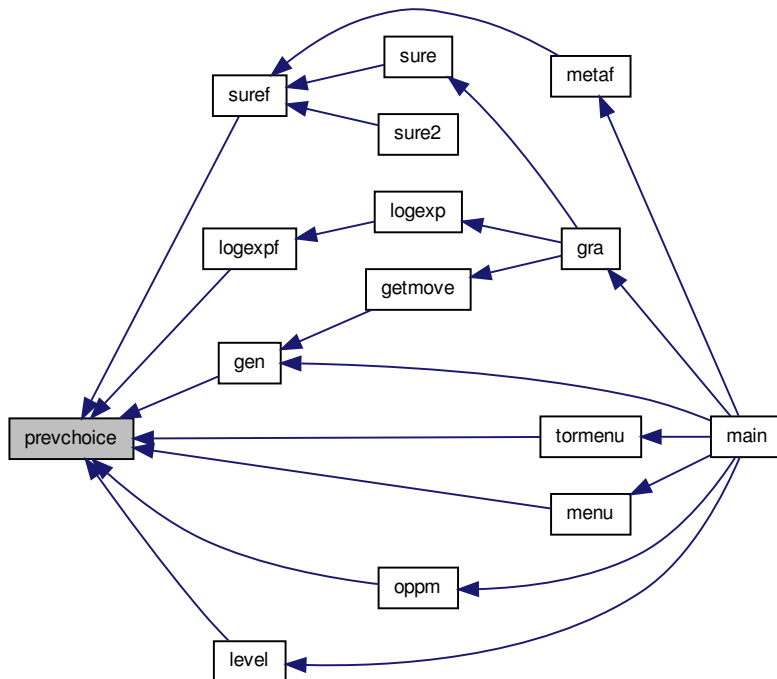 sure
metaf
suref
sure2
logexp
logexpf
gra
getmove
gen
prevchoice
tormenu
main
menu
oppm
level